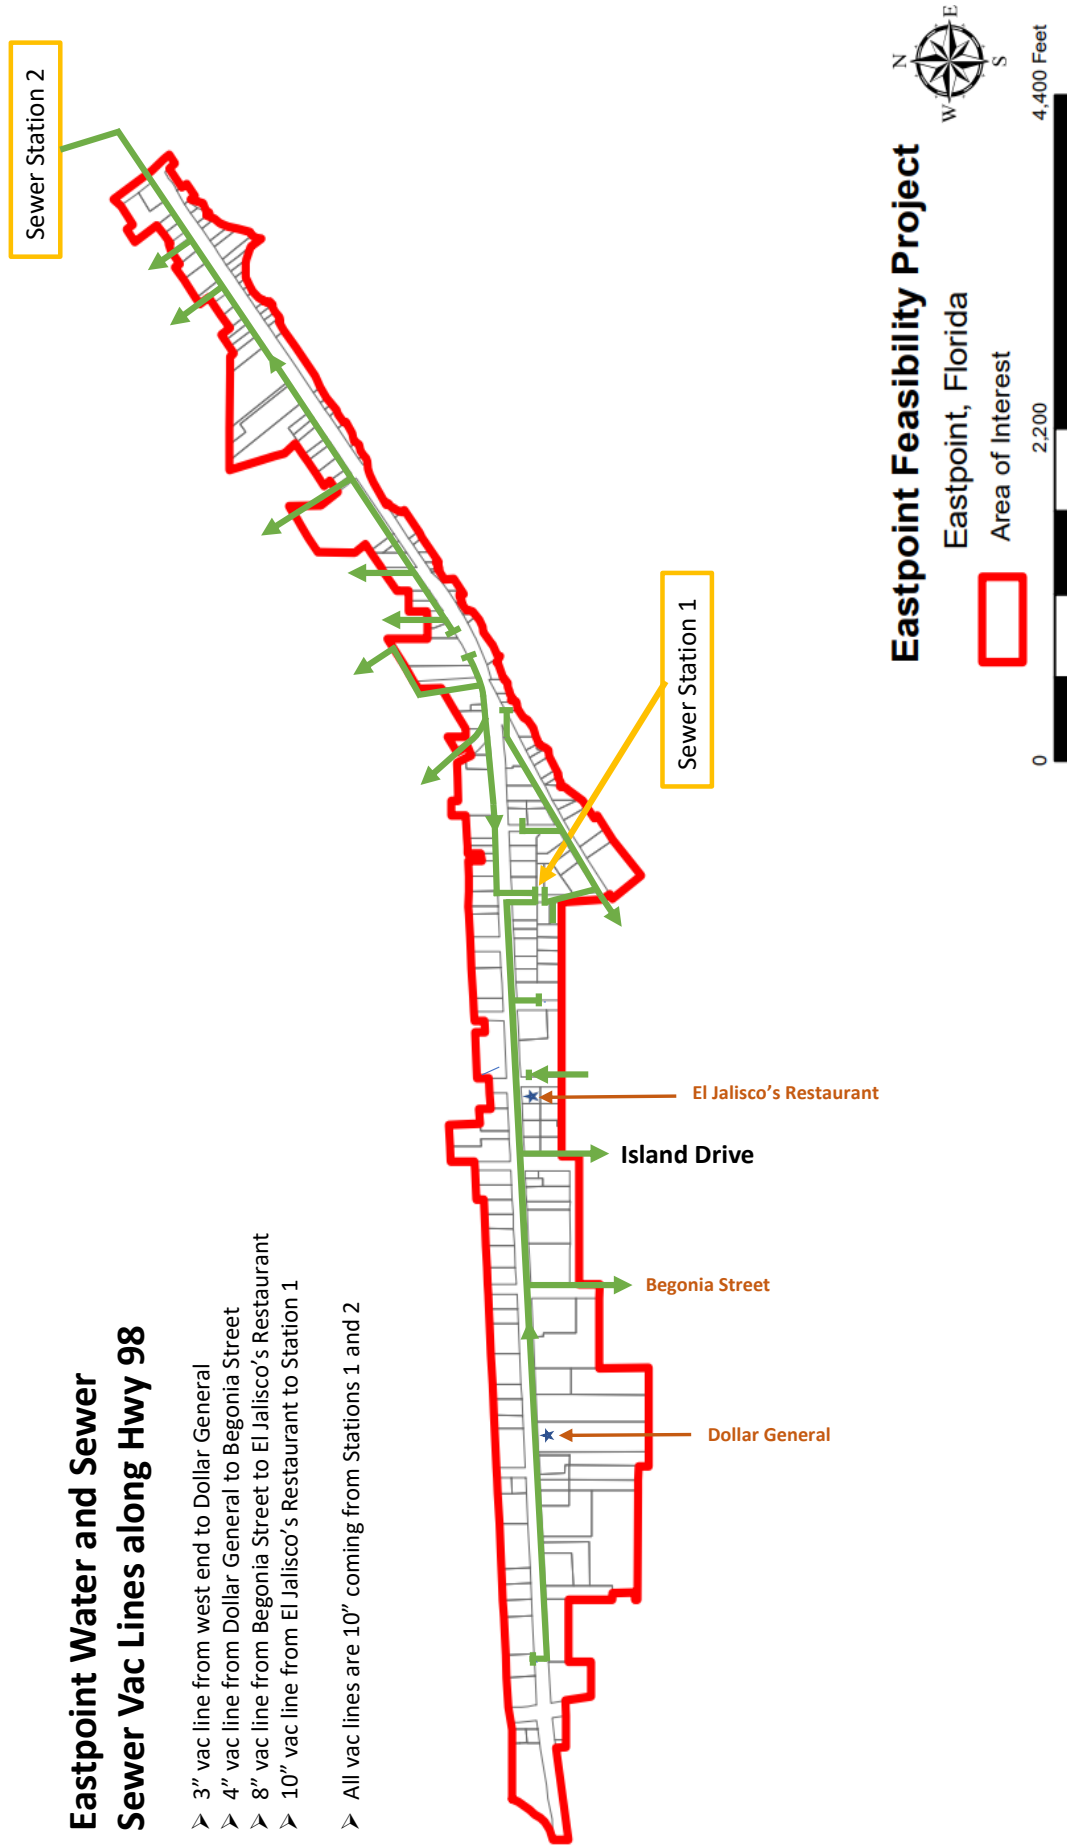 Eastpoint Water and Sewer
Sewer Vac Lines along Hwy 98
➢ 3” vac line from west end to Dollar General
➢ 4” vac line from Dollar General to Begonia Street
➢ 8” vac line from Begonia Street to El Jalisco’s Restaurant
➢ 10” vac line from El Jalisco’s Restaurant to Station 1
➢ All vac lines are 10” coming from Stations 1 and 2
Sewer Station 2
Sewer Station 1
El Jalisco’s Restaurant
Island Drive
Begonia Street
Dollar General
Eastpoint Feasibility Project
Eastpoint, Florida
Area of Interest
N
W
E
S
0
2,200
4,400 Feet